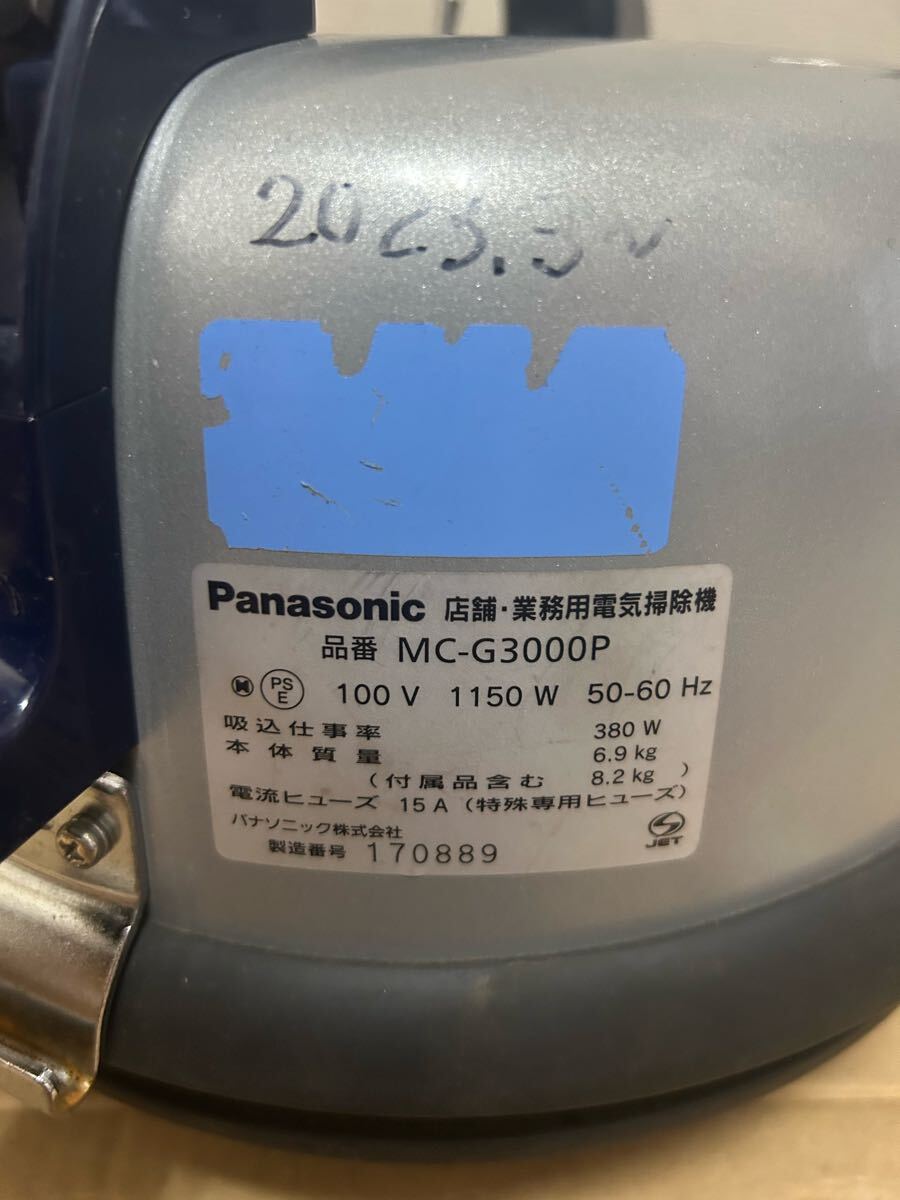 2023.
Panasonic 店舗・業務用電気掃除機
品番 MC-G3000P
PS E 100 V 1150 W 50-60 Hz
吸込仕事率 380 W
本体質量 6.9 kg
(付属品含む 8.2 kg )
電流ヒューズ 15 A (特殊専用ヒューズ)
パナソニック株式会社
製造番号 170889
JET